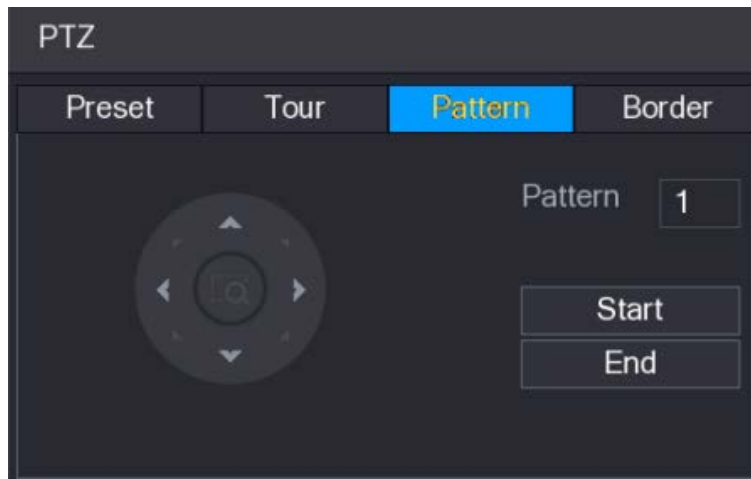 PTZ
Preset Tour Pattern Border
Pattern 1
Start
End